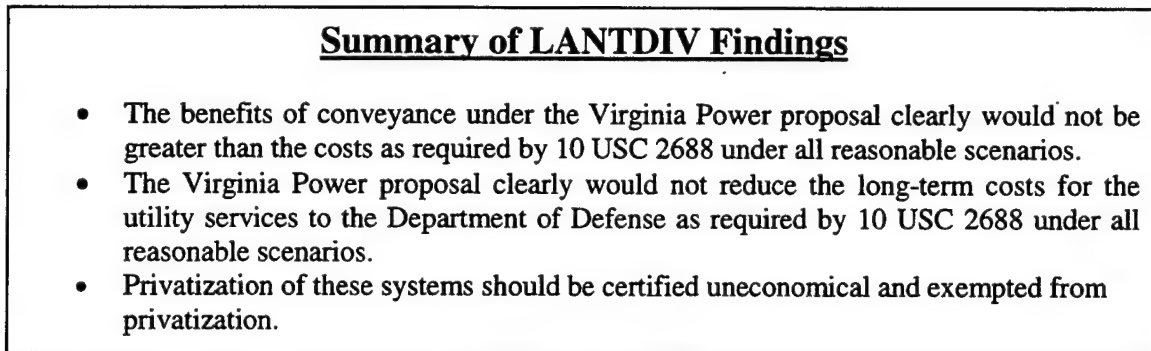 Summary of LANTDIV Findings
• The benefits of conveyance under the Virginia Power proposal clearly would not be
greater than the costs as required by 10 USC 2688 under all reasonable scenarios.
• The Virginia Power proposal clearly would not reduce the long-term costs for the
utility services to the Department of Defense as required by 10 USC 2688 under all
reasonable scenarios.
• Privatization of these systems should be certified uneconomical and exempted from
privatization.